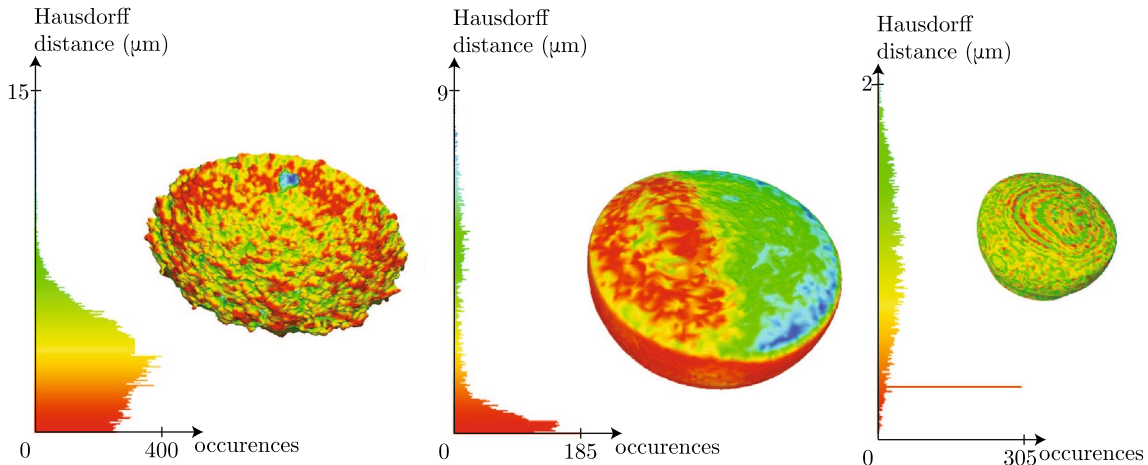 Hausdorff
distance (µm)
15
0
400
occurences
Hausdorff
distance (µm)
9
0
185
occurences
Hausdorff
distance (µm)
2
0
305
occurences